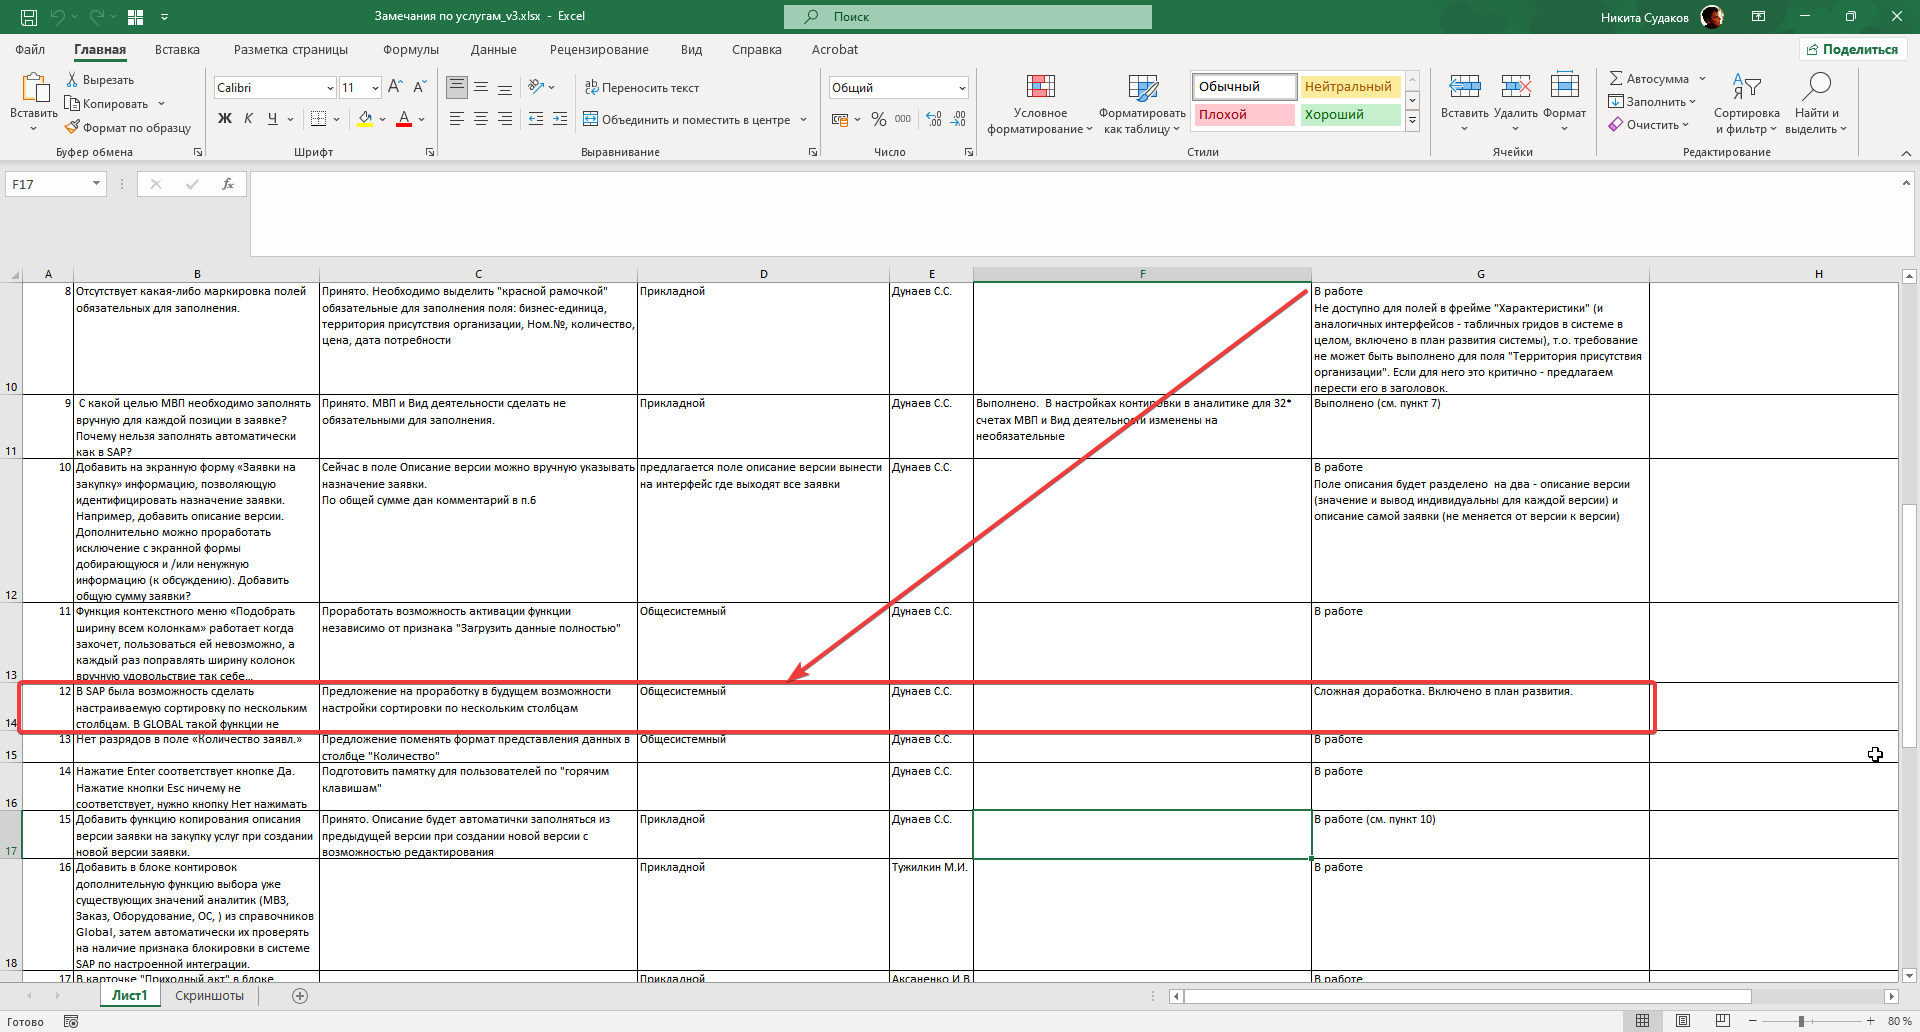 Замечания по услугам_v3.xlsx - Excel
Поиск
Никита Судаков
Файл Главная Вставка Разметка страницы Формулы Данные Рецензирование Вид Справка Acrobat
Поделиться
Вставить
Вырезать
Копировать
Формат по образцу
Буфер обмена
Calibri 11
Ж К Ч
Шрифт
Переносить текст
Объединить и поместить в центре
Выравнивание
Общий
% 000
Число
Условное форматирование
Форматировать как таблицу
Обычный Нейтральный
Плохой Хороший
Стили
Вставить Удалить Формат
Ячейки
Автосумма
Заполнить
Очистить
Сортировка и фильтр
Найти и выделить
Редактирование
F17
fx
A B C D E F G H
10
8
Отсутствует какая-либо маркировка полей
обязательных для заполнения.
Принято. Необходимо выделить "красной рамочкой"
обязательные для заполнения поля: бизнес-единица,
территория присутствия организации, Ном.№, количество,
цена, дата потребности
Прикладной
Дунаев С.С.
В работе
Не доступно для полей в фрейме "Характеристики" (и
аналогичных интерфейсов - табличных гридов в системе в
целом, включено в план развития системы), т.о. требование
не может быть выполнено для поля "Территория присутствия
организации". Если для него это критично - предлагаем
перести его в заголовок.
11
9
С какой целью МВП необходимо заполнять
вручную для каждой позиции в заявке?
Почему нельзя заполнять автоматически
как в SAP?
Принято. МВП и Вид деятельности сделать не
обязательными для заполнения.
Прикладной
Дунаев С.С.
Выполнено. В настройках контировки в аналитике для 32*
счетах МВП и Вид деятельности изменены на
необязательные
Выполнено (см. пункт 7)
12
10
Добавить на экранную форму «Заявки на
закупку» информацию, позволяющую
идентифицировать назначение заявки.
Например, добавить описание версии.
Дополнительно можно проработать
исключение с экранной формы
добирающуюся и /или ненужную
информацию (к обсуждению). Добавить
общую сумму заявки?
Сейчас в поле Описание версии можно вручную указывать
назначение заявки.
По общей сумме дан комментарий в п.6
предлагается поле описание версии вынести
на интерфейс где выходят все заявки
Дунаев С.С.
В работе
Поле описания будет разделено на два - описание версии
(значение и вывод индивидуальны для каждой версии) и
описание самой заявки (не меняется от версии к версии)
13
11
Функция контекстного меню «Подобрать
ширину всем колонкам» работает когда
захочет, пользоваться ей невозможно, а
каждый раз поправлять ширину колонок
вручную удовольствие так себе...
Проработать возможность активации функции
независимо от признака "Загрузить данные полностью"
Общесистемный
Дунаев С.С.
В работе
14
12
В SAP была возможность сделать
настраиваемую сортировку по нескольким
столбцам. В GLOBAL такой функции не
Предложение на проработку в будущем возможности
настройки сортировки по нескольким столбцам
Общесистемный
Дунаев С.С.
Сложная доработка. Включено в план развития.
15
13
Нет разрядов в поле «Количество заявл.»
Предложение поменять формат представления данных в
столбце "Количество"
Общесистемный
Дунаев С.С.
В работе
16
14
Нажатие Enter соответствует кнопке Да.
Нажатие кнопки Esc ничему не
соответствует, нужно кнопку Нет нажимать
Подготовить памятку для пользователей по "горячим
клавишам"
Дунаев С.С.
В работе
17
15
Добавить функцию копирования описания
версии заявки на закупку услуг при создании
новой версии заявки.
Принято. Описание будет автоматички заполняться из
предыдущей версии при создании новой версии с
возможностью редактирования
Прикладной
Дунаев С.С.
В работе (см. пункт 10)
18
16
Добавить в блоке контировок
дополнительную функцию выбора уже
существующих значений аналитик (МВЗ,
Заказ, Оборудование, ОС, ) из справочников
Global, затем автоматически их проверять
на наличие признака блокировки в системе
SAP по настроенной интеграции.
Прикладной
Тужилкин М.И.
В работе
17
В карточке "Приходный акт" в блоке
Прикладной
Аксаненко И.В
В работе
Лист1 Скриншоты
Готово
80 %